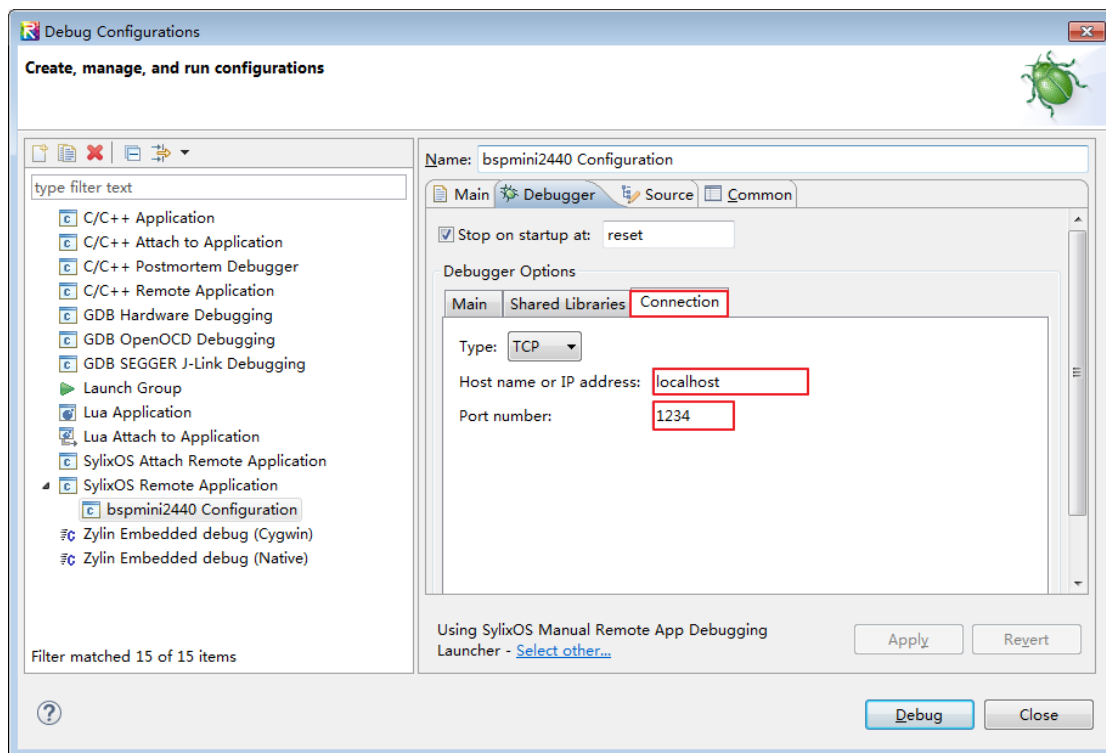 Debug Configurations
Create, manage, and run configurations
type filter text
C/C++ Application
C/C++ Attach to Application
C/C++ Postmortem Debugger
C/C++ Remote Application
GDB Hardware Debugging
GDB OpenOCD Debugging
GDB SEGGER J-Link Debugging
Launch Group
Lua Application
Lua Attach to Application
SylixOS Attach Remote Application
SylixOS Remote Application
bspmini2440 Configuration
Zylin Embedded debug (Cygwin)
Zylin Embedded debug (Native)
Filter matched 15 of 15 items
Name: bspmini2440 Configuration
Main Debugger Source Common
Stop on startup at: reset
Debugger Options
Main Shared Libraries Connection
Type: TCP
Host name or IP address: localhost
Port number: 1234
Using SylixOS Manual Remote App Debugging
Launcher - Select other...
Apply Revert
Debug Close